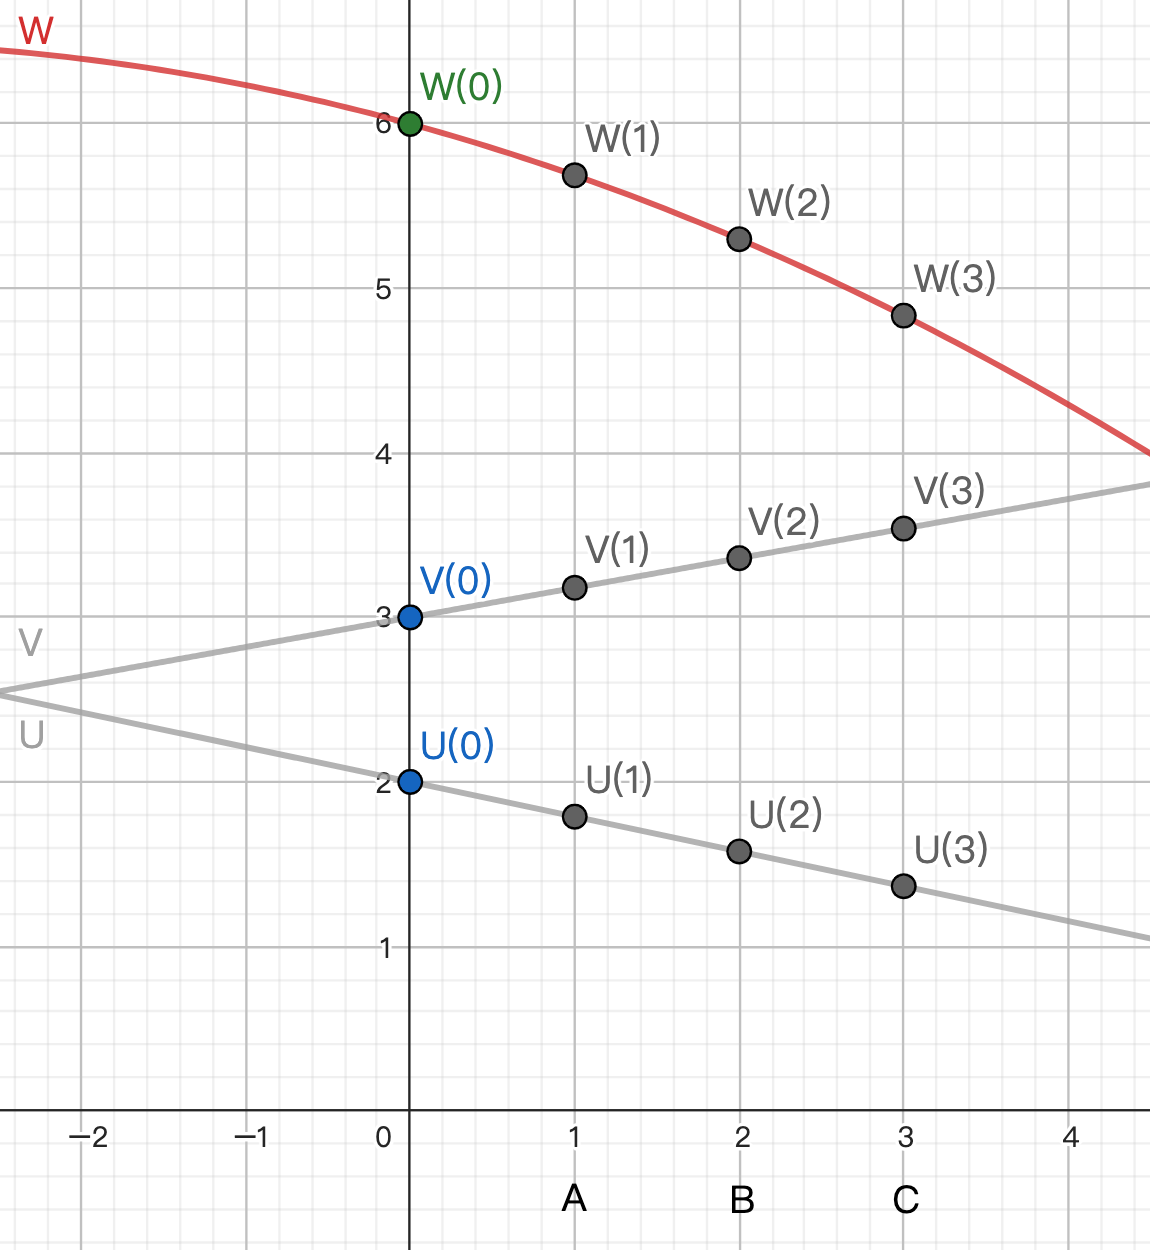 W
W(0)
6
W(1)
W(2)
W(3)
5
4
V(3)
V(2)
V(1)
V(0)
3
V
U
U(0)
2
U(1)
U(2)
U(3)
1
−2 −1 0 1 2 3 4
A B C